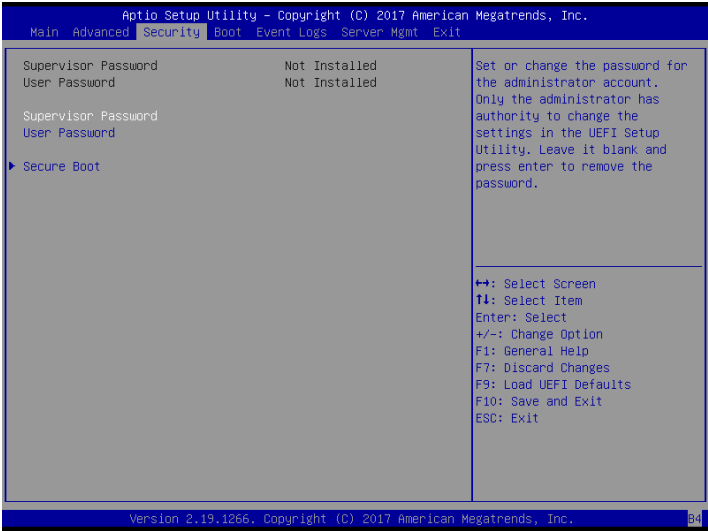 Aptio Setup Utility – Copyright (C) 2017 American Megatrends, Inc.
Main Advanced Security Boot Event Logs Server Mgmt Exit
Supervisor Password Not Installed
User Password Not Installed
Supervisor Password
User Password
Secure Boot
Set or change the password for
the administrator account.
Only the administrator has
authority to change the
settings in the UEFI Setup
Utility. Leave it blank and
press enter to remove the
password.
↔: Select Screen
↑↓: Select Item
Enter: Select
+/-: Change Option
F1: General Help
F7: Discard Changes
F9: Load UEFI Defaults
F10: Save and Exit
ESC: Exit
Version 2.19.1266. Copyright (C) 2017 American Megatrends, Inc.
B4